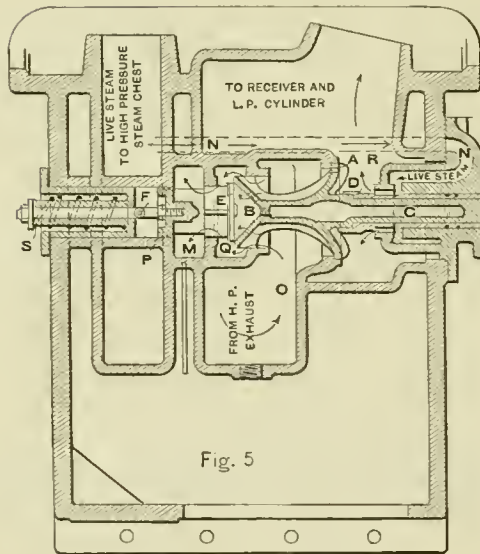 LIVE STEAM
TO HIGH PRESSURE
STEAM CHEST
TO RECEIVER AND
L.P. CYLINDER
N
A R
N
D
LIVE STEAM
F
E
B
C
S
P
M
Q
O
FROM H. P.
EXHAUST
Fig. 5